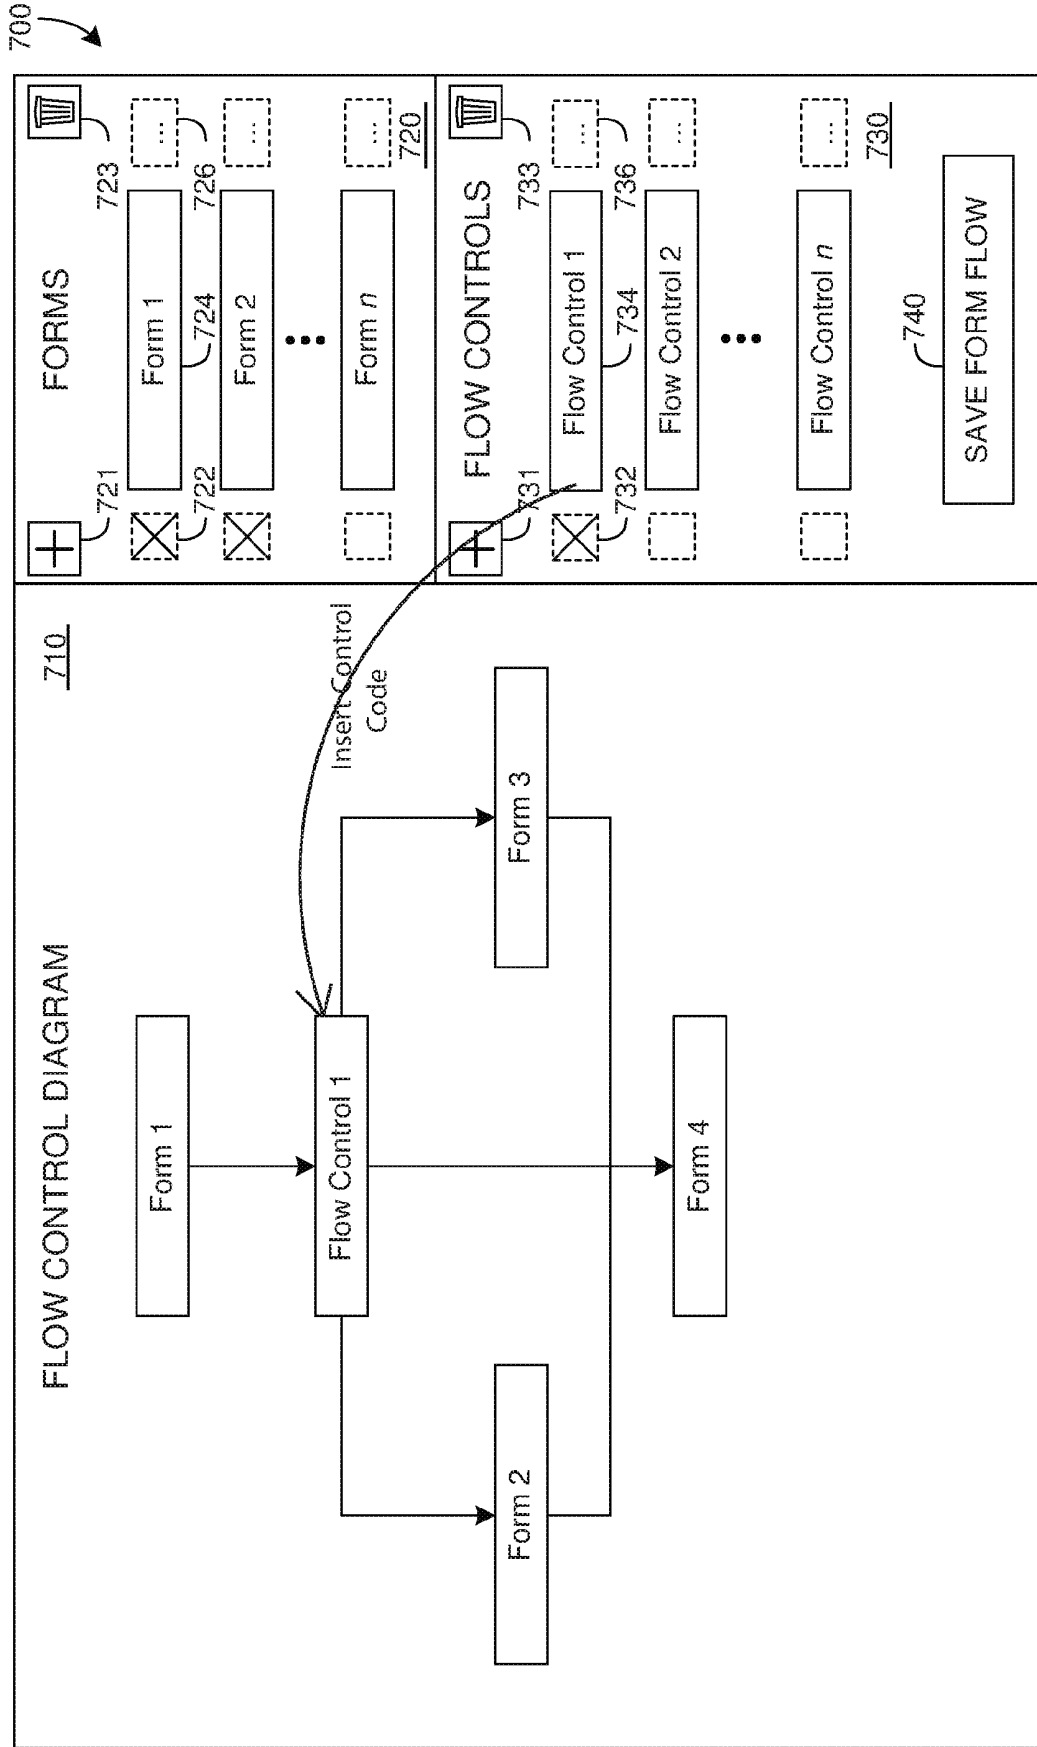 700
FLOW CONTROL DIAGRAM
710
Form 1
Flow Control 1
Insert Control
Code
Form 2
Form 3
Form 4
FORMS
721
723
Form 1
...
722
724
726
Form 2
...
Form n
...
720
FLOW CONTROLS
731
733
Flow Control 1
...
732
734
736
Flow Control 2
...
Flow Control n
...
730
740
SAVE FORM FLOW